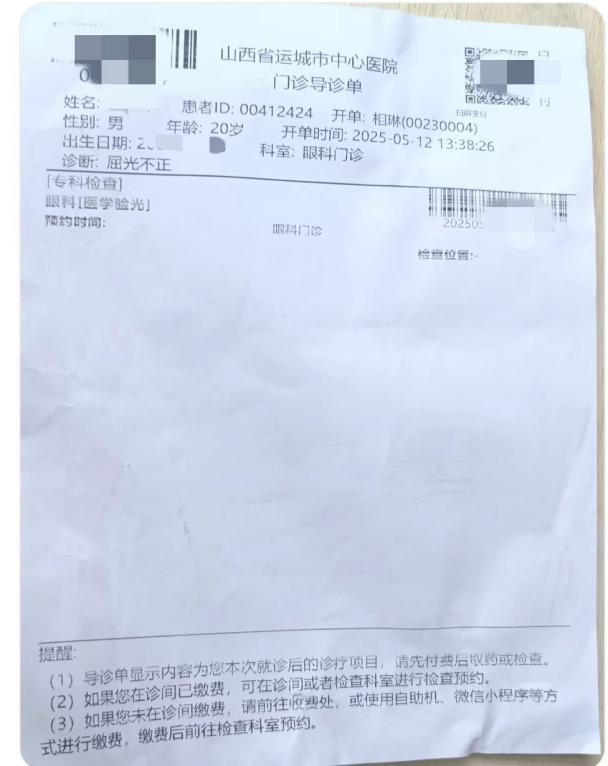 山西省运城市中心医院
门诊导诊单
扫码支付
姓名:
患者ID: 00412424 开单: 相琳(00230004)
性别: 男 年龄: 20岁 开单时间: 2025-05-12 13:38:26
出生日期: 2 科室: 眼科门诊
诊断: 屈光不正
[专科检查]
眼科[医学验光]
202505
预约时间: 眼科门诊
检查位置:-
提醒:
(1) 导诊单显示内容为您本次就诊后的诊疗项目, 请先付费后取药或检查。
(2) 如果您在诊间已缴费, 可在诊间或者检查科室进行检查预约。
(3) 如果您未在诊间缴费, 请前往收费处, 或使用自助机、微信小程序等方
式进行缴费, 缴费后前往检查科室预约。